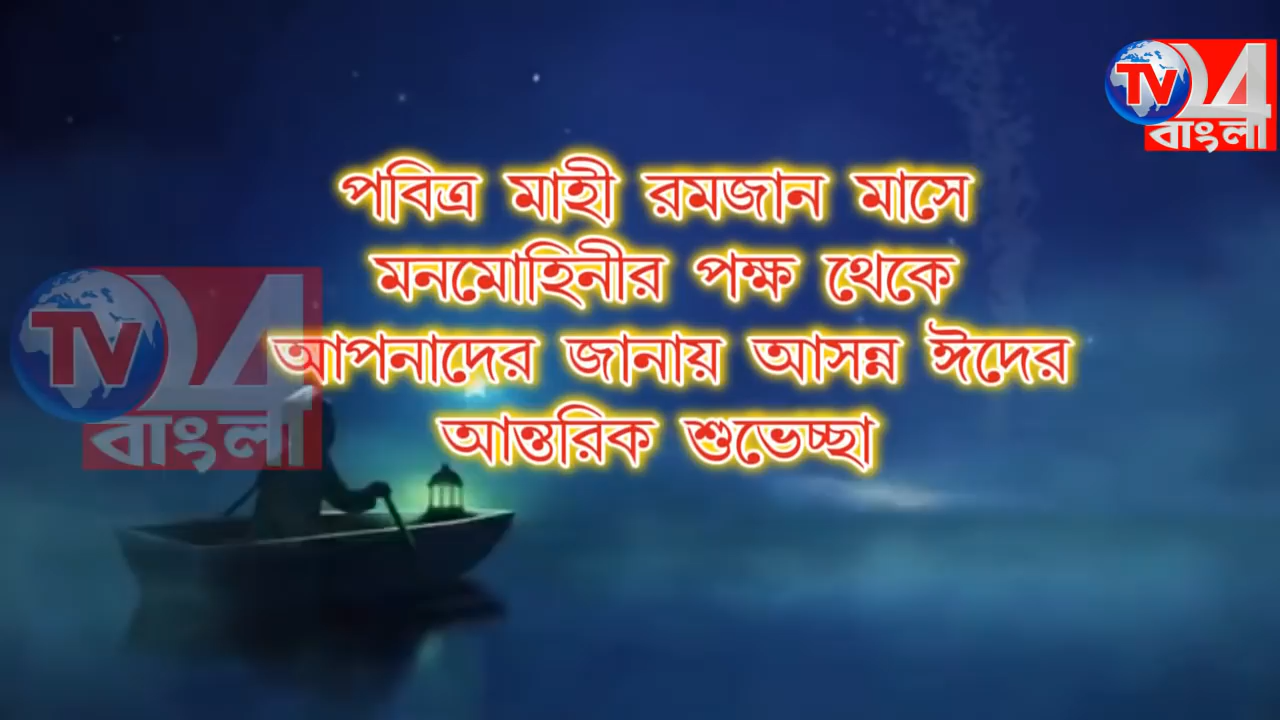 TV
24
বাংলা
পবিত্র মাহী রমজান মাসে
মনমোহিনীর পক্ষ থেকে
আপনাদের জানায় আসন্ন ঈদের
আন্তরিক শুভেচ্ছা
TV
24
বাংলা